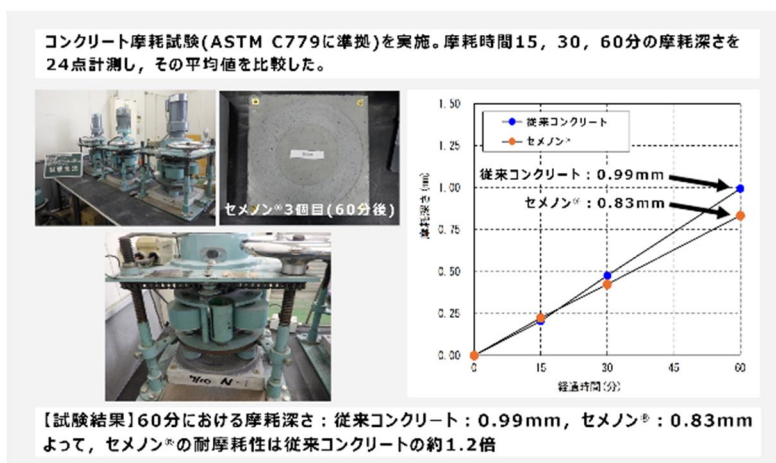 コンクリート摩耗試験(ASTM C779に準拠)を実施。摩耗時間15，30，60分の摩耗深さを
24点計測し，その平均値を比較した。
セメノン®3個目(60分後)
1.50
1.25
1.00
0.75
0.50
0.25
0.00
摩耗深さ(mm)
従来コンクリート
セメノン®
従来コンクリート：0.99mm
セメノン®：0.83mm
0 15 30 45 60
経過時間(分)
【試験結果】60分における摩耗深さ：従来コンクリート：0.99mm，セメノン®：0.83mm
よって，セメノン®の耐摩耗性は従来コンクリートの約1.2倍